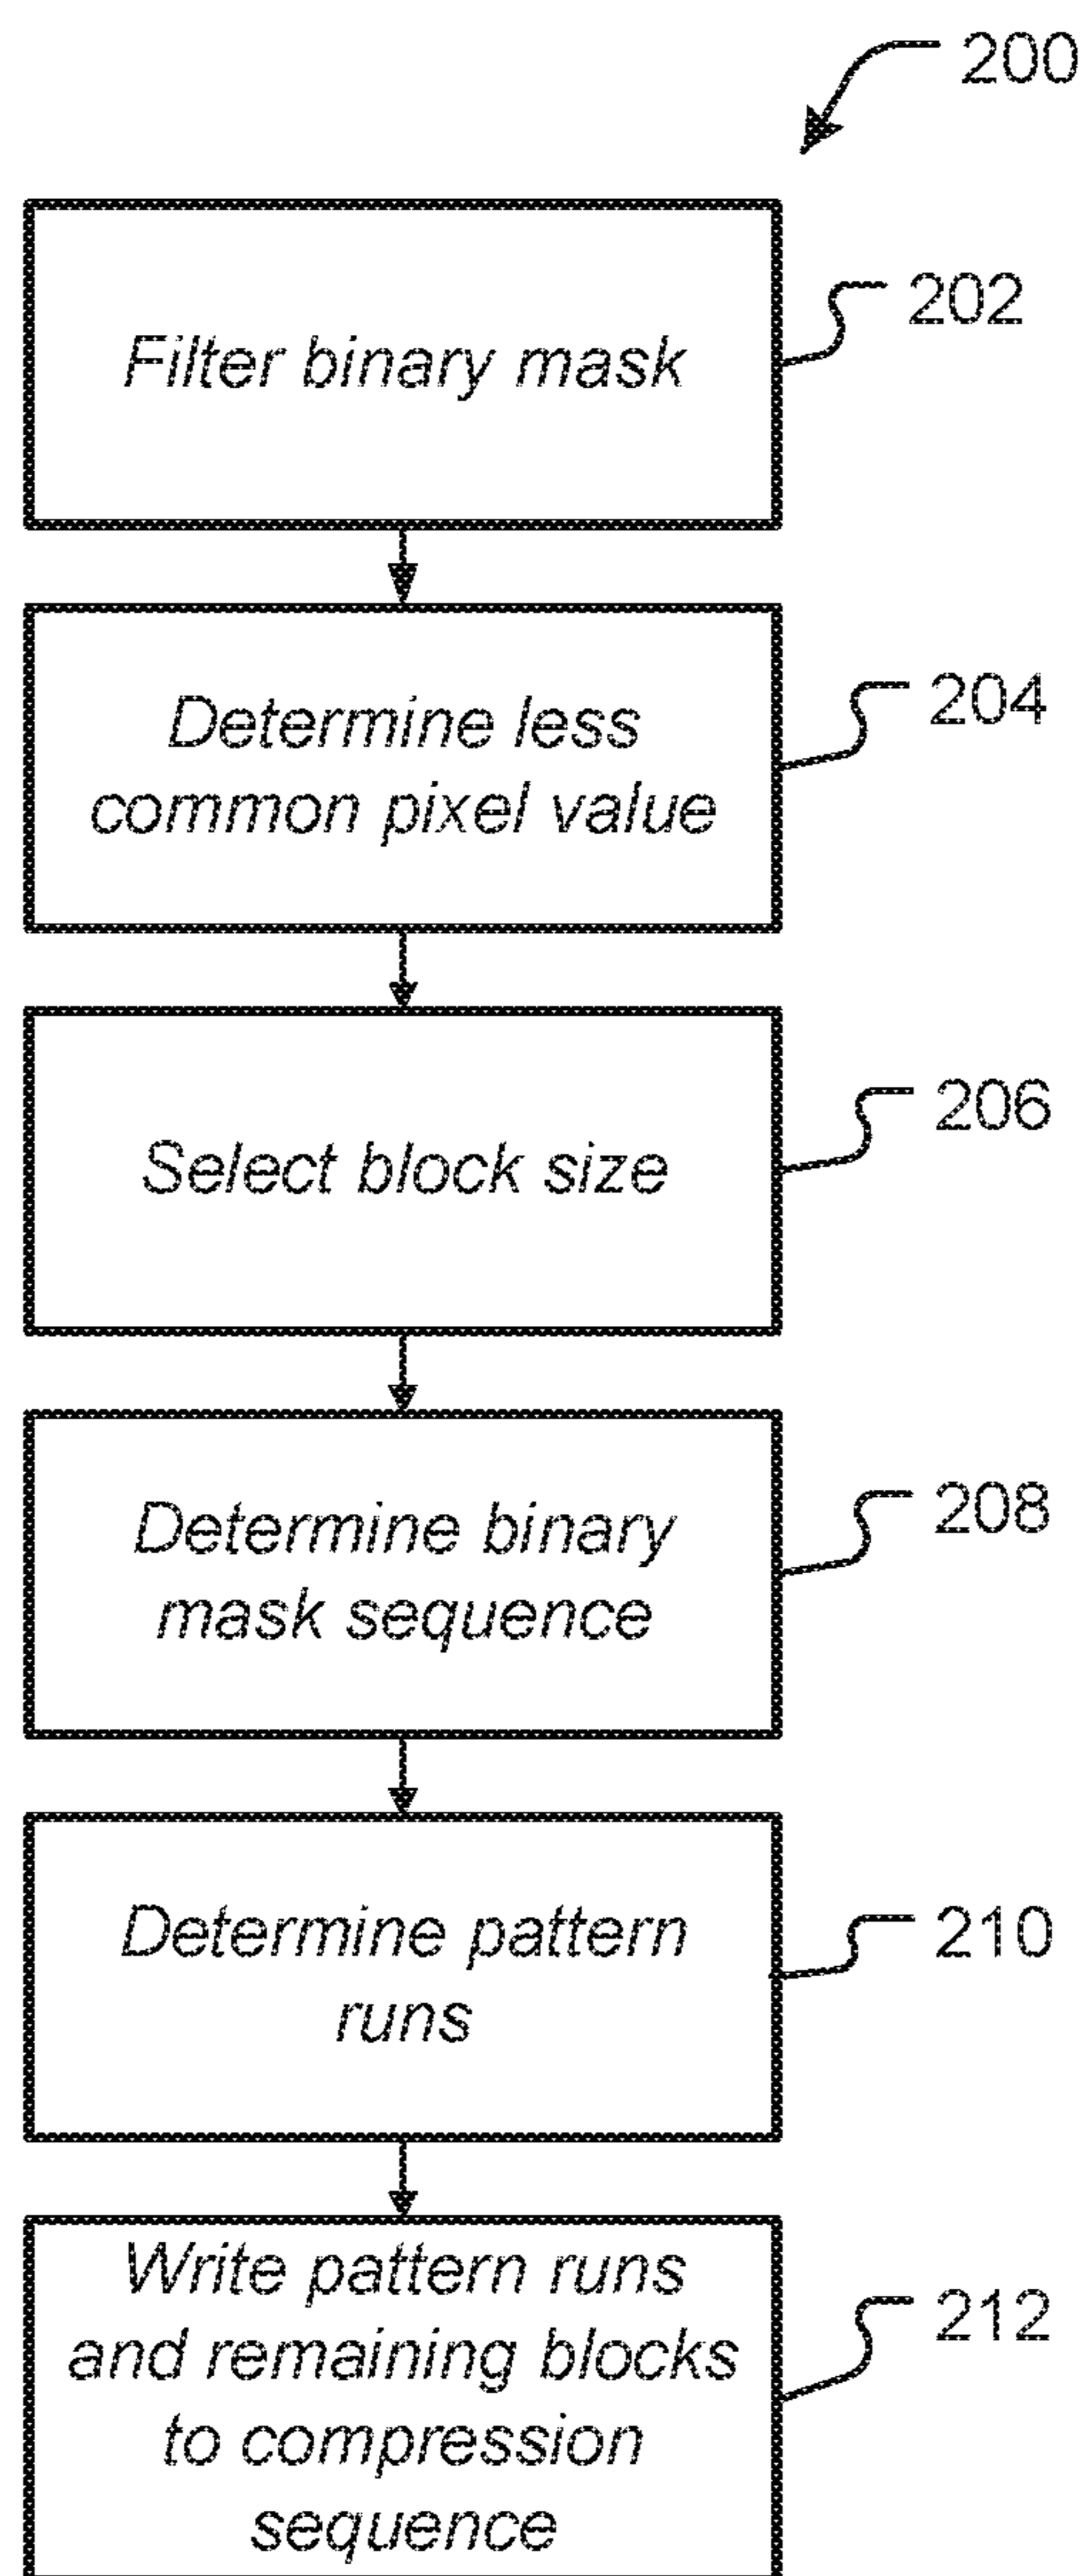 200
Filter binary mask
202
Determine less
common pixel value
204
Select block size
206
Determine binary
mask sequence
208
Determine pattern
runs
210
Write pattern runs
and remaining blocks
to compression
sequence
212